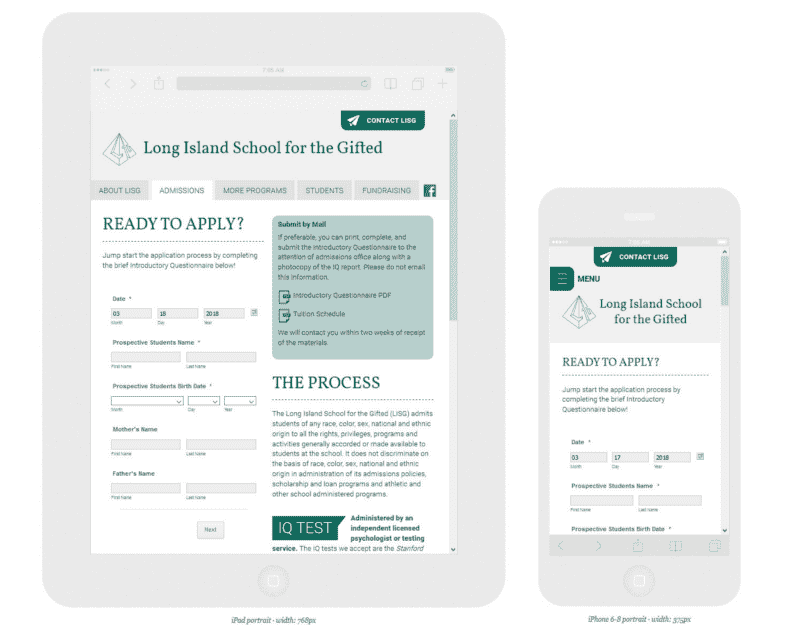 7:05 AM
CONTACT LISG
Long Island School for the Gifted
ABOUT LISG
ADMISSIONS
MORE PROGRAMS
STUDENTS
FUNDRAISING
READY TO APPLY?
Jump start the application process by completing
the brief Introductory Questionnaire below!
Date *
03 18 2018
Month Day Year
Prospective Students Name *
First Name Last Name
Prospective Students Birth Date *
Month Day Year
Mother's Name
First Name Last Name
Father's Name
First Name Last Name
Next
Submit by Mail
If preferable, you can print, complete, and
submit the Introductory Questionnaire to the
attention of admissions office along with a
photocopy of the IQ report. Please do not email
this information.
Introductory Questionnaire PDF
Tuition Schedule
We will contact you within two weeks of receipt
of the materials.
THE PROCESS
The Long Island School for the Gifted (LISG) admits
students of any race, color, sex, national and ethnic
origin to all the rights, privileges, programs and
activities generally accorded or made available to
students at the school. It does not discriminate on
the basis of race, color, sex, national and ethnic
origin in administration of its admissions policies,
scholarship and loan programs and athletic and
other school administered programs.
IQ TEST
Administered by an
independent licensed
psychologist or testing
service. The IQ tests we accept are the Stanford
iPad portrait · width: 768px
CONTACT LISG
MENU
Long Island School
for the Gifted
READY TO APPLY?
Jump start the application process by
completing the brief Introductory
Questionnaire below!
Date *
03 17 2018
Month Day Year
Prospective Students Name *
First Name Last Name
Prospective Students Birth Date *
iPhone 6-8 portrait · width: 375px